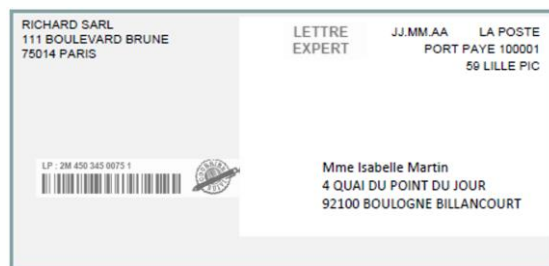 RICHARD SARL
111 BOULEVARD BRUNE
75014 PARIS
LETTRE
EXPERT
JJ.MM.AA LA POSTE
PORT PAYE 100001
59 LILLE PIC
LP : 2M 450 345 0075 1
Mme Isabelle Martin
4 QUAI DU POINT DU JOUR
92100 BOULOGNE BILLANCOURT